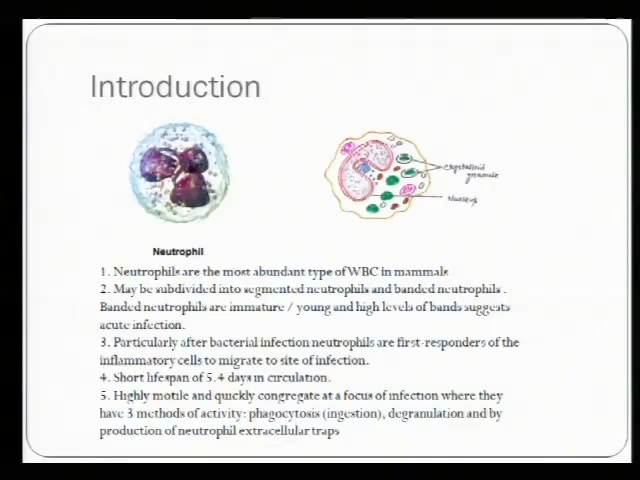 Introduction
Crystalloid
granule
Nucleus
Neutrophil
1. Neutrophils are the most abundant type of WBC in mammals
2. May be subdivided into segmented neutrophils and banded neutrophils .
Banded neutrophils are immature / young and high levels of bands suggests
acute infection.
3. Particularly after bacterial infection neutrophils are first-responders of the
inflammatory cells to migrate to site of infection.
4. Short lifespan of 5.4 days in circulation.
5. Highly motile and quickly congregate at a focus of infection where they
have 3 methods of activity: phagocytosis (ingestion), degranulation and by
production of neutrophil extracellular traps